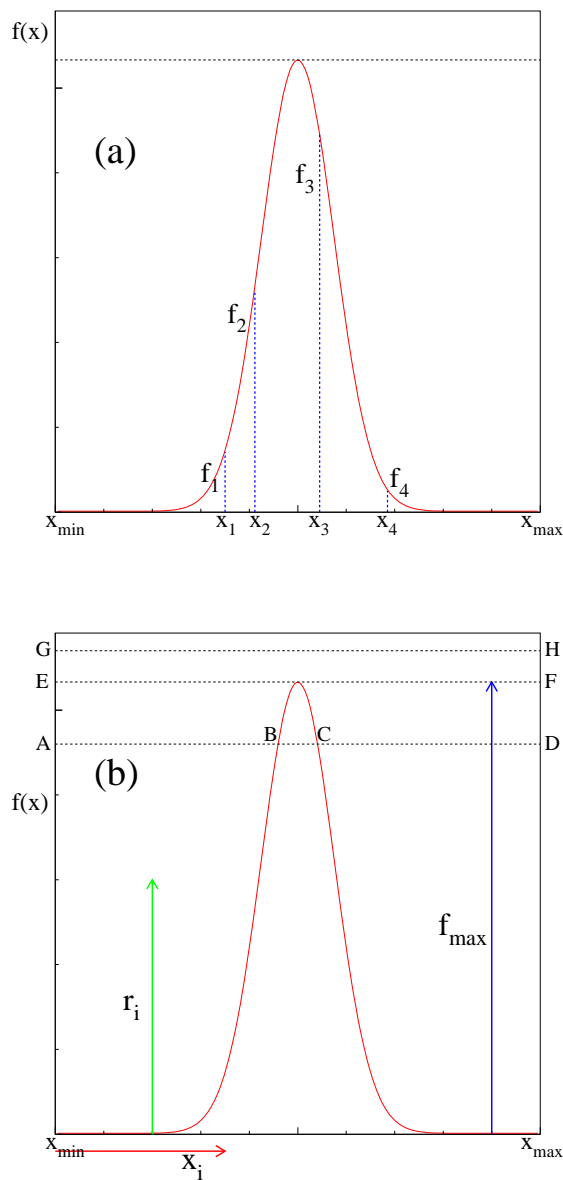 f(x)
(a)
f3
f2
f1
f4
xmin x1 x2 x3 x4 xmax
G H
E F
A B C D
(b)
f(x)
fmax
ri
xmin xmax
xi